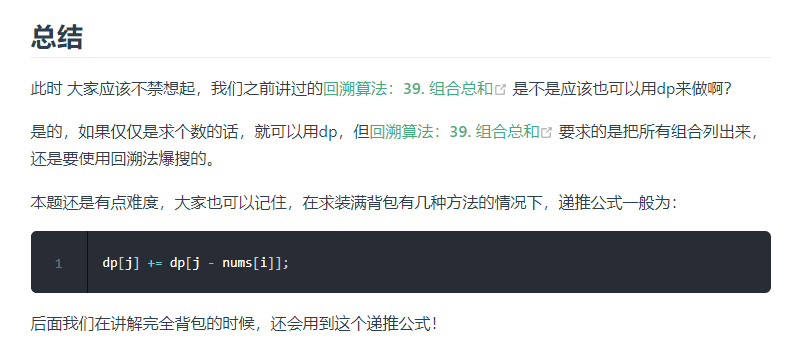 总结
此时 大家应该不禁想起，我们之前讲过的回溯算法：39. 组合总和 是不是应该也可以用dp来做啊？
是的，如果仅仅是求个数的话，就可以用dp，但回溯算法：39. 组合总和 要求的是把所有组合列出来，
还是要使用回溯法爆搜的。
本题还是有点难度，大家也可以记住，在求装满背包有几种方法的情况下，递推公式一般为：
1 dp[j] += dp[j - nums[i]];
后面我们在讲解完全背包的时候，还会用到这个递推公式！